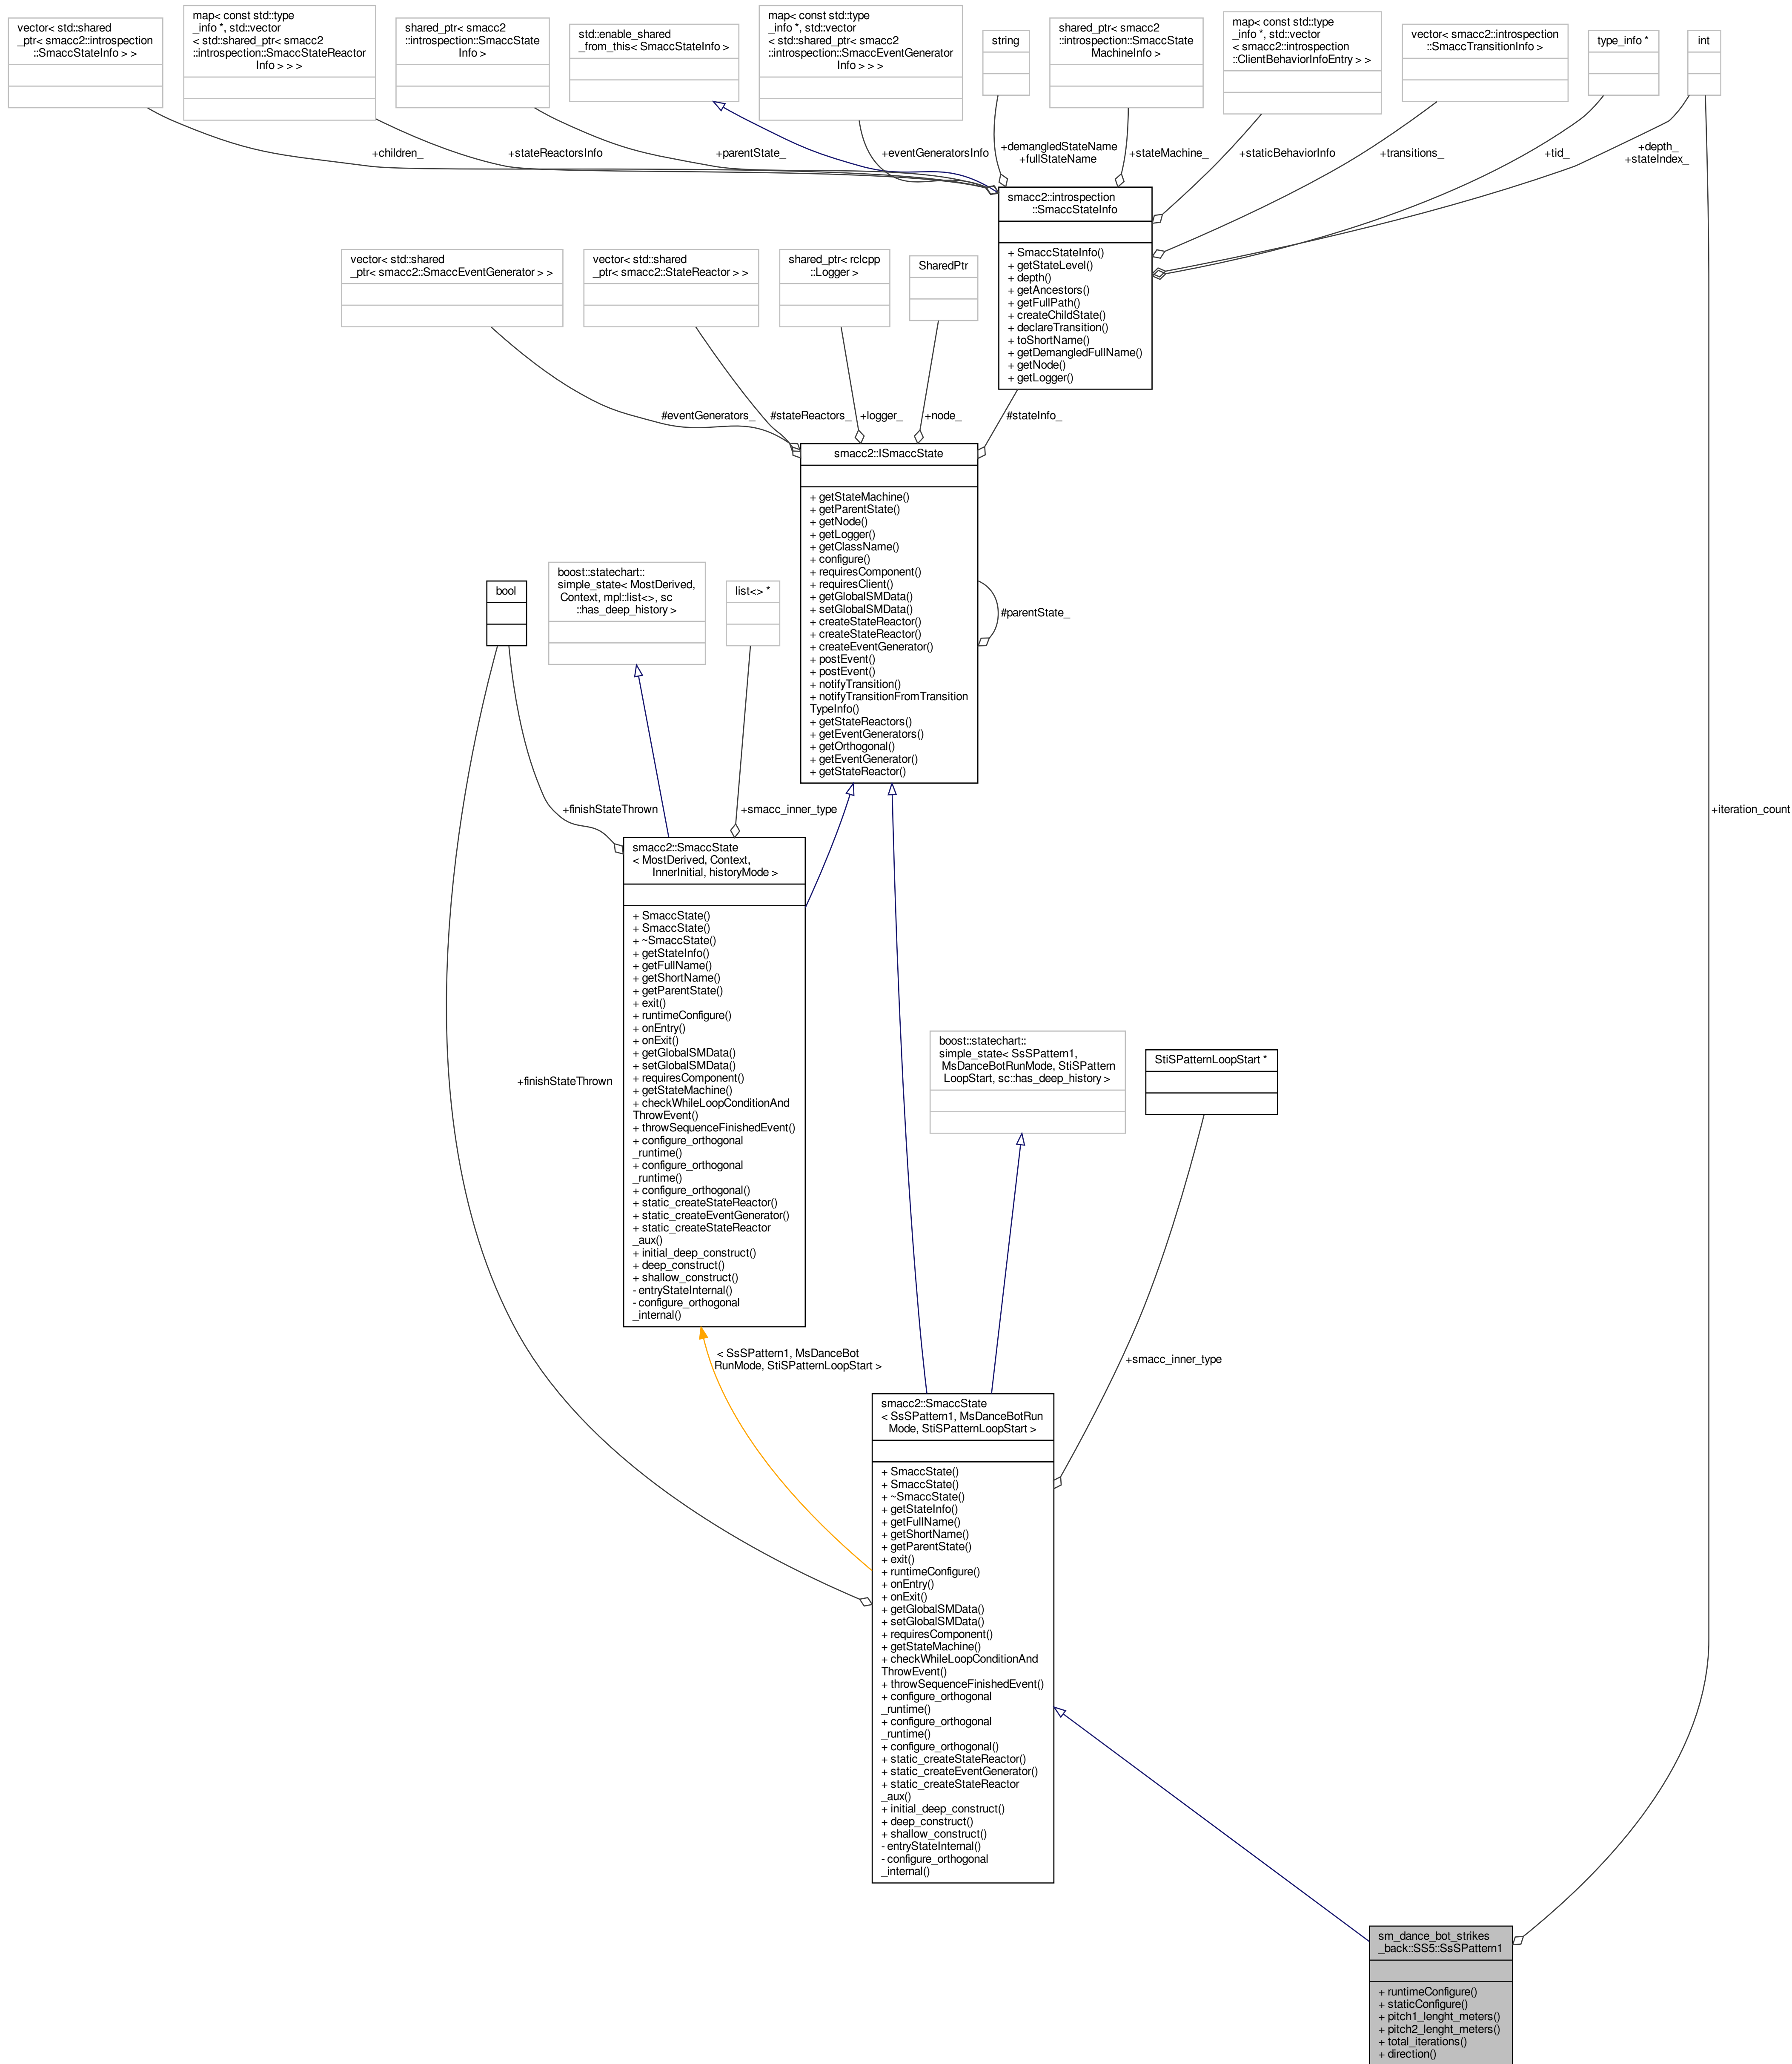 vector< std::shared
_ptr< smacc2::introspection
::SmaccStateInfo > >
map< const std::type
_info *, std::vector
< std::shared_ptr< smacc2
::introspection::SmaccStateReactor
Info > > >
shared_ptr< smacc2
::introspection::SmaccState
Info >
std::enable_shared
_from_this< SmaccStateInfo >
map< const std::type
_info *, std::vector
< std::shared_ptr< smacc2
::introspection::SmaccEventGenerator
Info > > >
string
shared_ptr< smacc2
::introspection::SmaccState
MachineInfo >
map< const std::type
_info *, std::vector
< smacc2::introspection
::ClientBehaviorInfoEntry > >
vector< smacc2::introspection
::SmaccTransitionInfo >
type_info *
int
+children_
+stateReactorsInfo
+parentState_
+eventGeneratorsInfo
+demangledStateName
+fullStateName
+stateMachine_
+staticBehaviorInfo
+transitions_
+tid_
+depth_
+stateIndex_
smacc2::introspection
::SmaccStateInfo
+ SmaccStateInfo()
+ getStateLevel()
+ depth()
+ getAncestors()
+ getFullPath()
+ createChildState()
+ declareTransition()
+ toShortName()
+ getDemangledFullName()
+ getNode()
+ getLogger()
vector< std::shared
_ptr< smacc2::SmaccEventGenerator > >
vector< std::shared
_ptr< smacc2::StateReactor > >
shared_ptr< rclcpp
::Logger >
SharedPtr
#eventGenerators_
#stateReactors_
+logger_
+node_
#stateInfo_
smacc2::ISmaccState
+ getStateMachine()
+ getParentState()
+ getNode()
+ getLogger()
+ getClassName()
+ configure()
+ requiresComponent()
+ requiresClient()
+ getGlobalSMData()
+ setGlobalSMData()
+ createStateReactor()
+ createStateReactor()
+ createEventGenerator()
+ postEvent()
+ postEvent()
+ notifyTransition()
+ notifyTransitionFromTransition
TypeInfo()
+ getStateReactors()
+ getEventGenerators()
+ getOrthogonal()
+ getEventGenerator()
+ getStateReactor()
#parentState_
bool
boost::statechart::
simple_state< MostDerived,
Context, mpl::list<>, sc
::has_deep_history >
list<> *
+finishStateThrown
+smacc_inner_type
+iteration_count
smacc2::SmaccState
< MostDerived, Context,
InnerInitial, historyMode >
+ SmaccState()
+ SmaccState()
+ ~SmaccState()
+ getStateInfo()
+ getFullName()
+ getShortName()
+ getParentState()
+ exit()
+ runtimeConfigure()
+ onEntry()
+ onExit()
+ getGlobalSMData()
+ setGlobalSMData()
+ requiresComponent()
+ getStateMachine()
+ checkWhileLoopConditionAnd
ThrowEvent()
+ throwSequenceFinishedEvent()
+ configure_orthogonal
_runtime()
+ configure_orthogonal
_runtime()
+ configure_orthogonal()
+ static_createStateReactor()
+ static_createEventGenerator()
+ static_createStateReactor
_aux()
+ initial_deep_construct()
+ deep_construct()
+ shallow_construct()
- entryStateInternal()
- configure_orthogonal
_internal()
+finishStateThrown
boost::statechart::
simple_state< SsSPattern1,
MsDanceBotRunMode, StiSPattern
LoopStart, sc::has_deep_history >
StiSPatternLoopStart *
< SsSPattern1, MsDanceBot
RunMode, StiSPatternLoopStart >
+smacc_inner_type
smacc2::SmaccState
< SsSPattern1, MsDanceBotRun
Mode, StiSPatternLoopStart >
+ SmaccState()
+ SmaccState()
+ ~SmaccState()
+ getStateInfo()
+ getFullName()
+ getShortName()
+ getParentState()
+ exit()
+ runtimeConfigure()
+ onEntry()
+ onExit()
+ getGlobalSMData()
+ setGlobalSMData()
+ requiresComponent()
+ getStateMachine()
+ checkWhileLoopConditionAnd
ThrowEvent()
+ throwSequenceFinishedEvent()
+ configure_orthogonal
_runtime()
+ configure_orthogonal
_runtime()
+ configure_orthogonal()
+ static_createStateReactor()
+ static_createEventGenerator()
+ static_createStateReactor
_aux()
+ initial_deep_construct()
+ deep_construct()
+ shallow_construct()
- entryStateInternal()
- configure_orthogonal
_internal()
sm_dance_bot_strikes
_back::SS5::SsSPattern1
+ runtimeConfigure()
+ staticConfigure()
+ pitch1_lenght_meters()
+ pitch2_lenght_meters()
+ total_iterations()
+ direction()